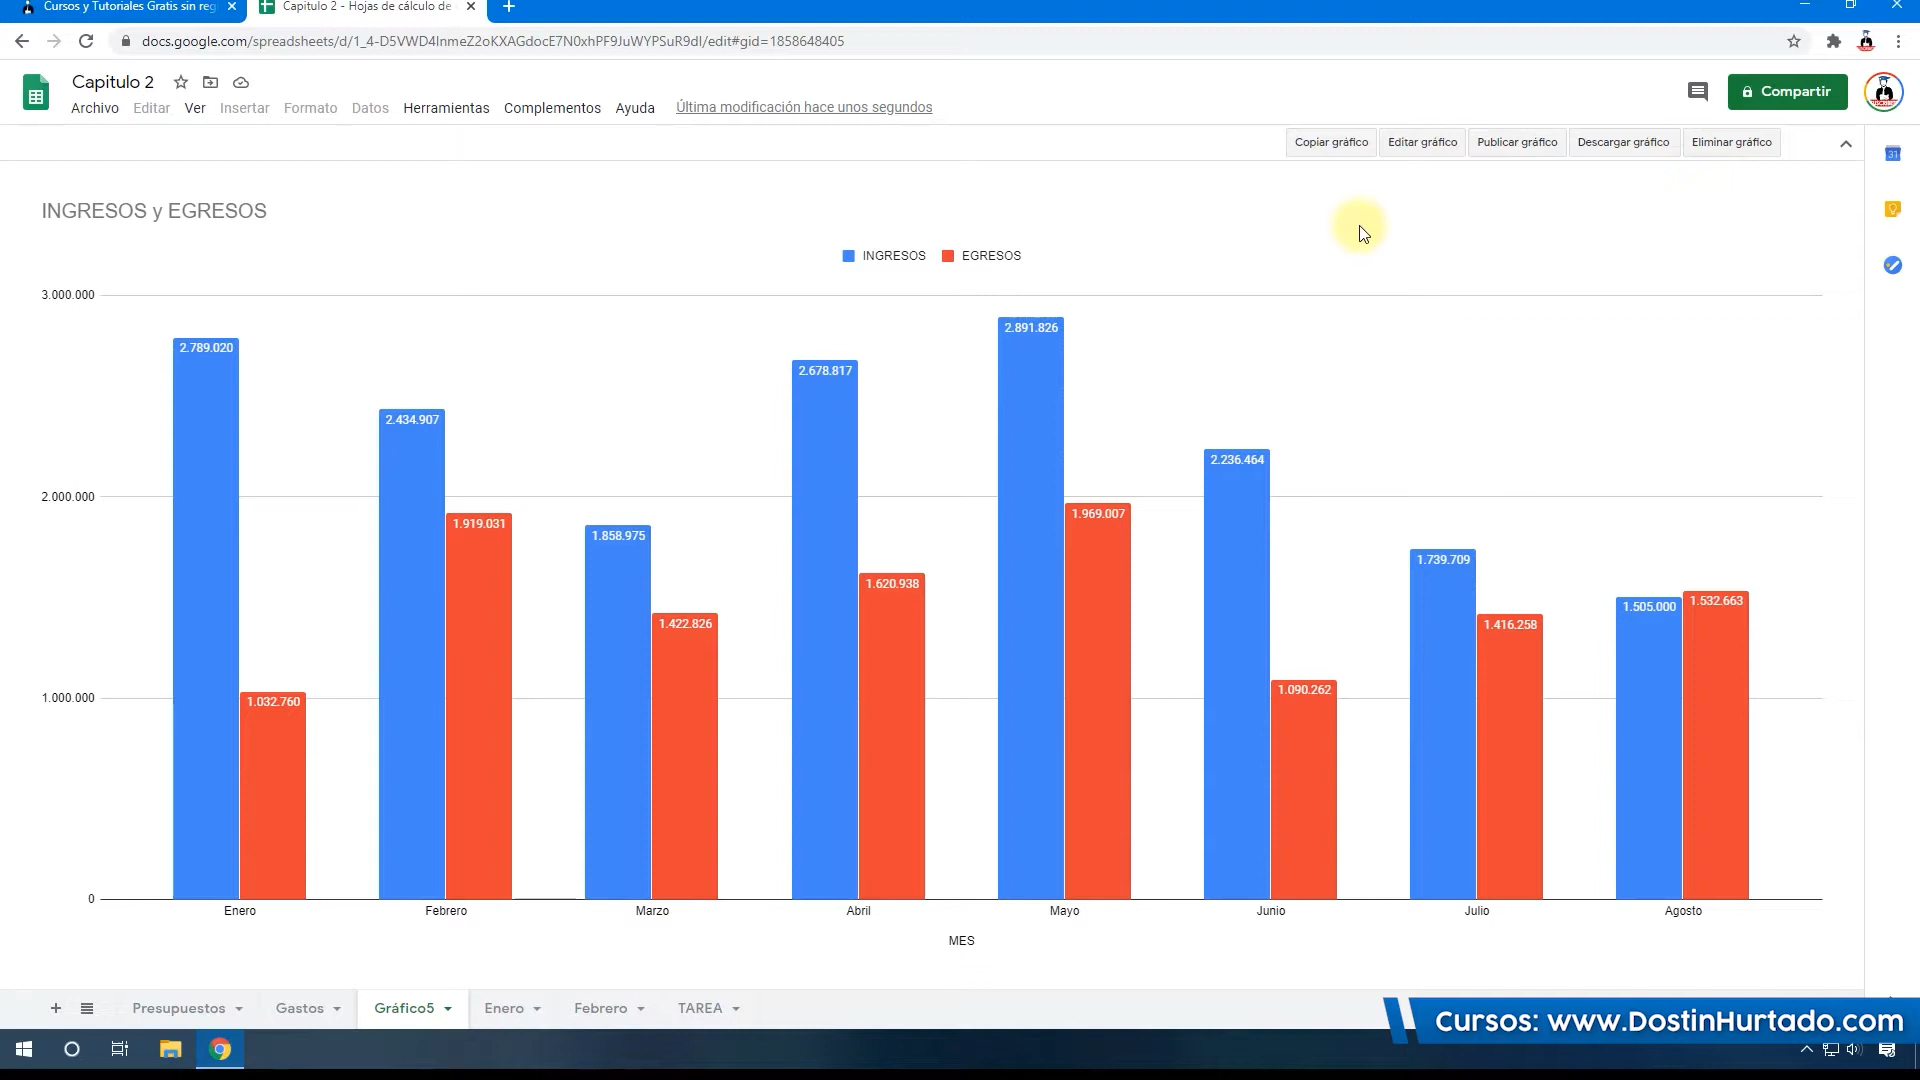 Cursos y Tutoriales Gratis sin reg
Capitulo 2 - Hojas de cálculo de
docs.google.com/spreadsheets/d/1_4-D5VWD4lnmeZ2oKXAGdocE7N0xhPF9JuWYPSuR9dI/edit#gid=1858648405
Capitulo 2
Archivo Editar Ver Insertar Formato Datos Herramientas Complementos Ayuda Última modificación hace unos segundos
Compartir
Copiar gráfico Editar gráfico Publicar gráfico Descargar gráfico Eliminar gráfico
31
INGRESOS y EGRESOS
INGRESOS EGRESOS
3.000.000
2.000.000
1.000.000
0
2.789.020
1.032.760
2.434.907
1.919.031
1.858.975
1.422.826
2.678.817
1.620.938
2.891.826
1.969.007
2.236.464
1.090.262
1.739.709
1.416.258
1.505.000
1.532.663
Enero Febrero Marzo Abril Mayo Junio Julio Agosto
MES
Presupuestos Gastos Gráfico5 Enero Febrero TAREA
Cursos: www.DostinHurtado.com